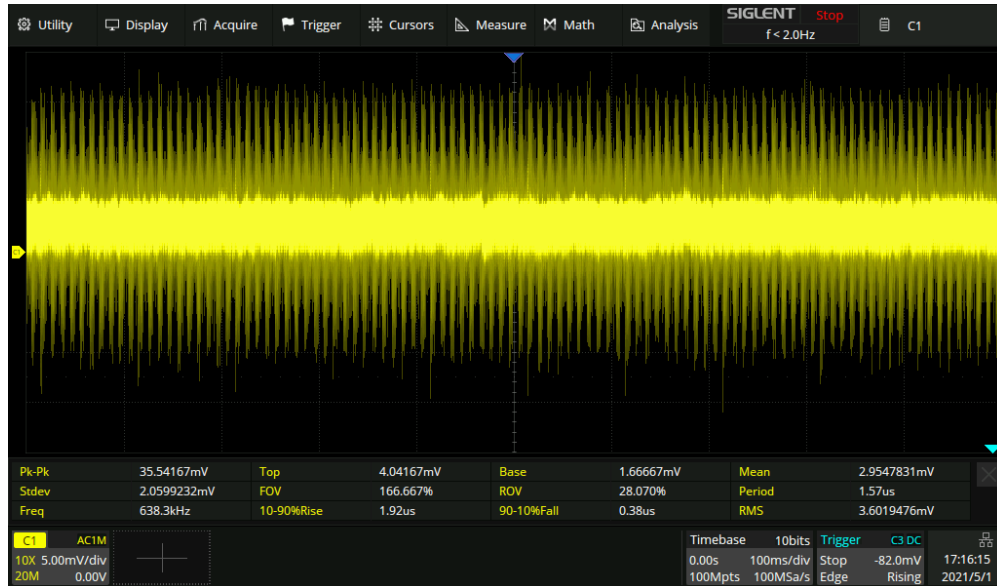 Utility Display Acquire Trigger Cursors Measure Math Analysis SIGLENT Stop C1
f < 2.0Hz
C1
Pk-Pk 35.54167mV Top 4.04167mV Base 1.66667mV Mean 2.9547831mV
Stdev 2.0599232mV FOV 166.667% ROV 28.070% Period 1.57us
Freq 638.3kHz 10-90%Rise 1.92us 90-10%Fall 0.38us RMS 3.6019476mV
C1 AC1M Timebase 10bits Trigger C3 DC
10X 5.00mV/div 0.00s 100ms/div Stop -82.0mV 17:16:15
20M 0.00V 100Mpts 100MSa/s Edge Rising 2021/5/1